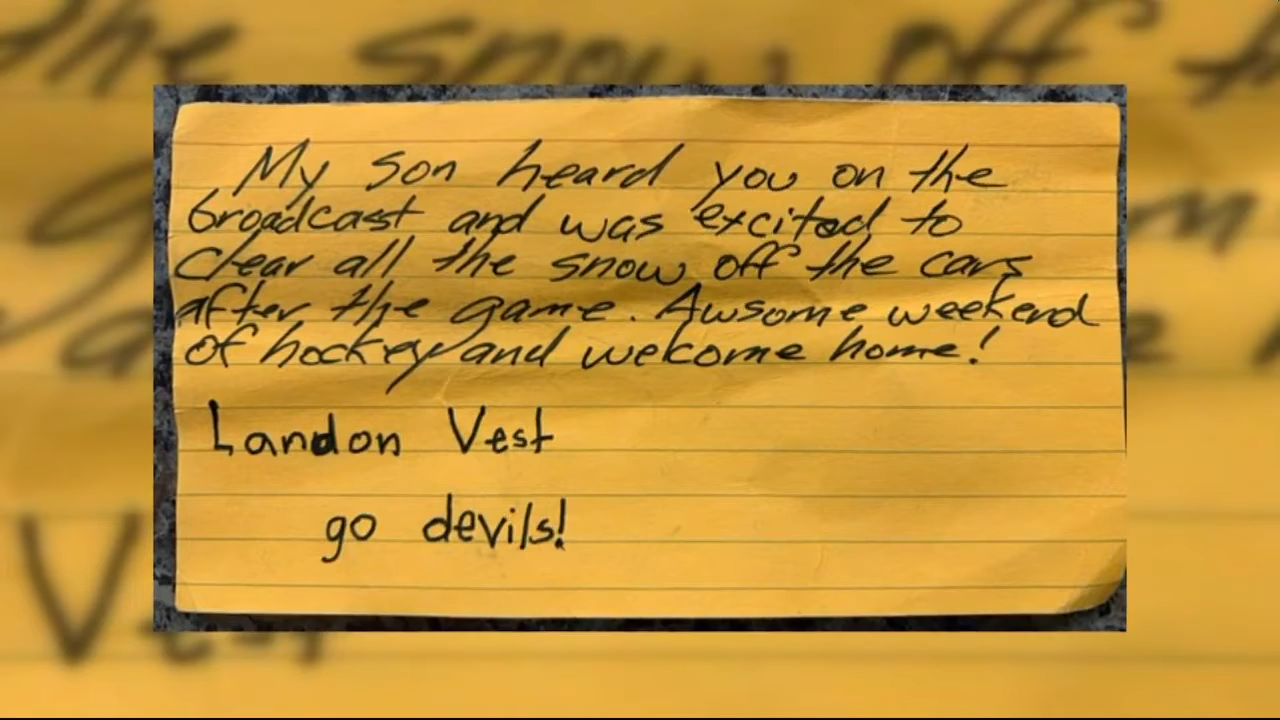 My son heard you on the
broadcast and was excited to
clear all the snow off the cars
after the game. Awsome weekend
of hockey and welcome home!
Landon Vest
go devils!